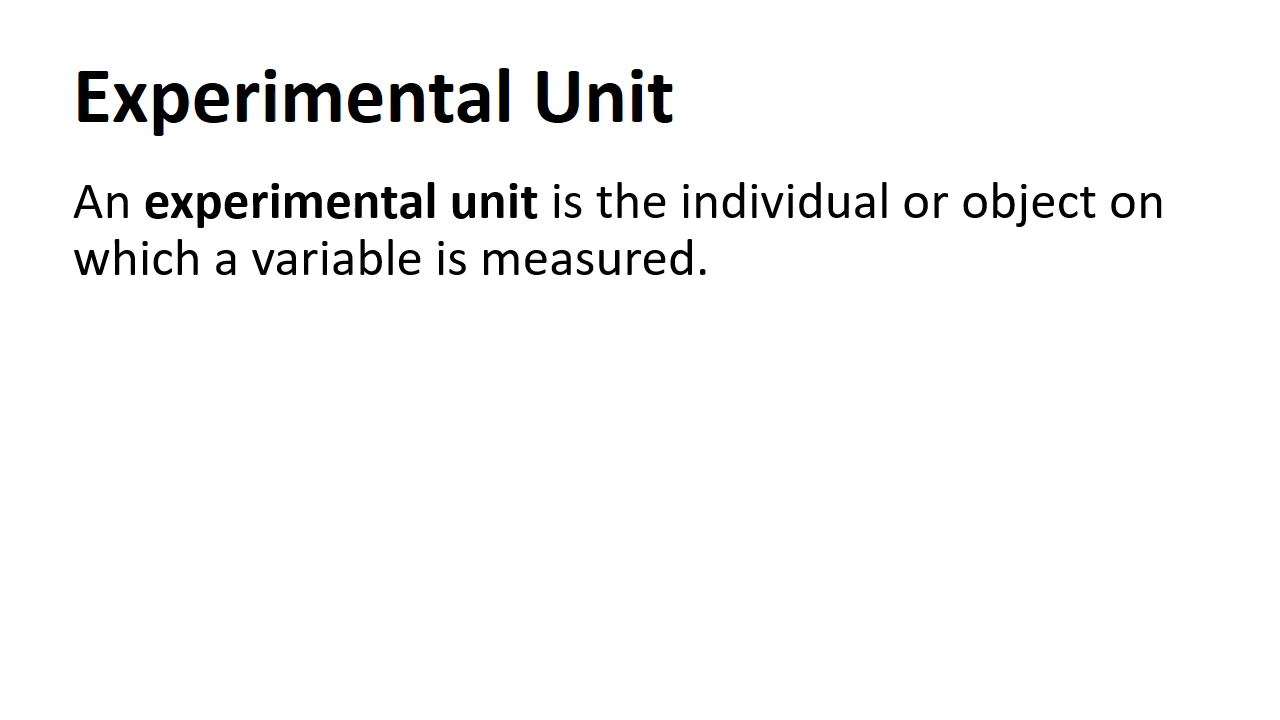 Experimental Unit
An experimental unit is the individual or object on
which a variable is measured.